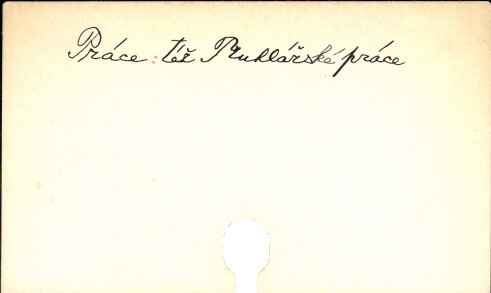 Práce : též Truhlářské práce